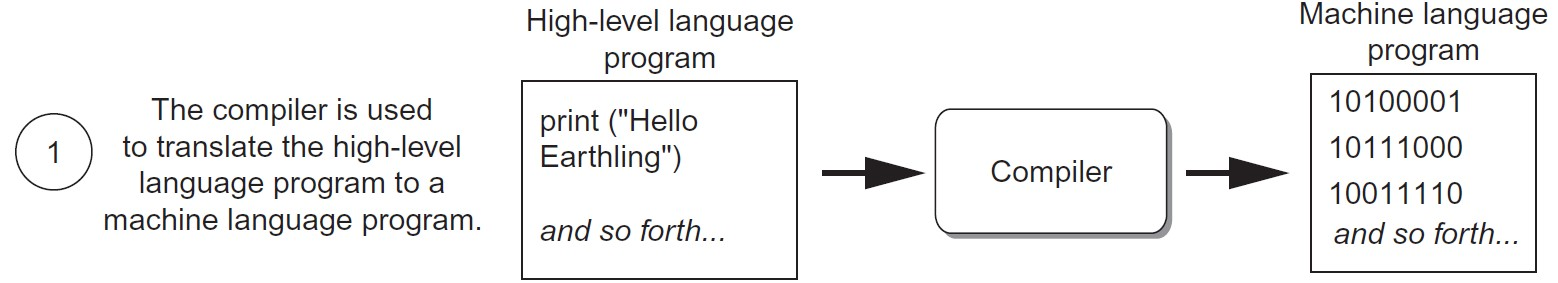 1
The compiler is used
to translate the high-level
language program to a
machine language program.
High-level language
program
print ("Hello
Earthling")
and so forth...
Compiler
Machine language
program
10100001
10111000
10011110
and so forth...